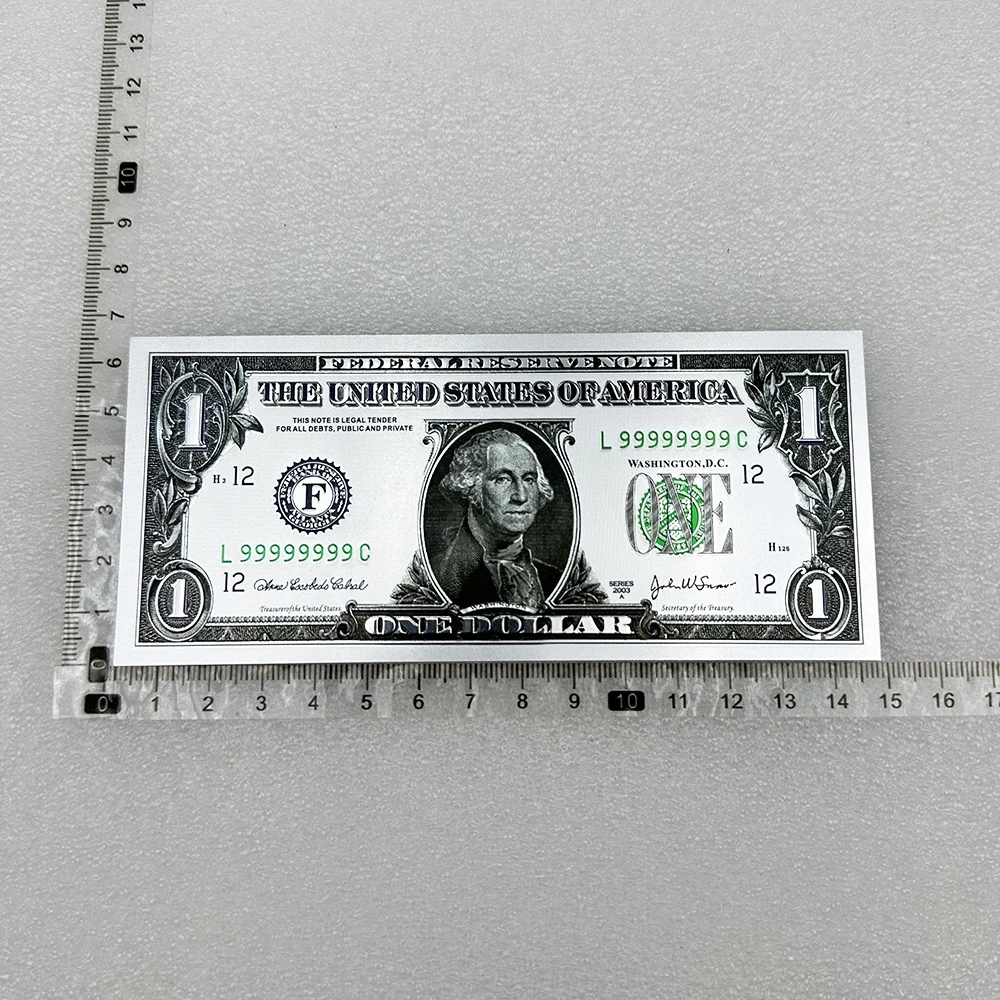 13
12
11
10
9
8
7
6
5
4
3
2
1
0
FEDERAL RESERVE NOTE
THE UNITED STATES OF AMERICA
1
1
THIS NOTE IS LEGAL TENDER
FOR ALL DEBTS, PUBLIC AND PRIVATE
L 99999999 C
WASHINGTON, D.C.
H 3 12
12
F
ONE
L 99999999 C
H 126
12
SERIES
2003
A
12
1
1
Treasurer of the United States.
Secretary of the Treasury.
WASHINGTON
ONE DOLLAR
0 1 2 3 4 5 6 7 8 9 10 11 12 13 14 15 16 17